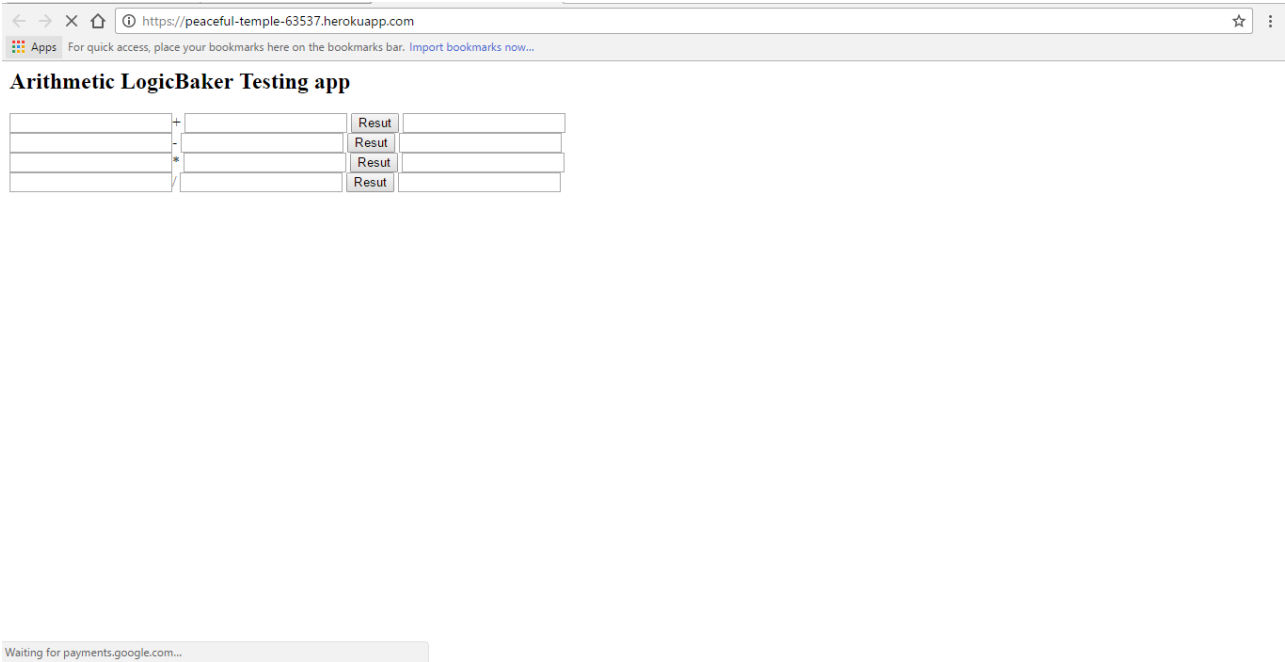 https://peaceful-temple-63537.herokuapp.com
Apps For quick access, place your bookmarks here on the bookmarks bar. Import bookmarks now...
Arithmetic LogicBaker Testing app
+ Resut
- Resut
* Resut
/ Resut
Waiting for payments.google.com...